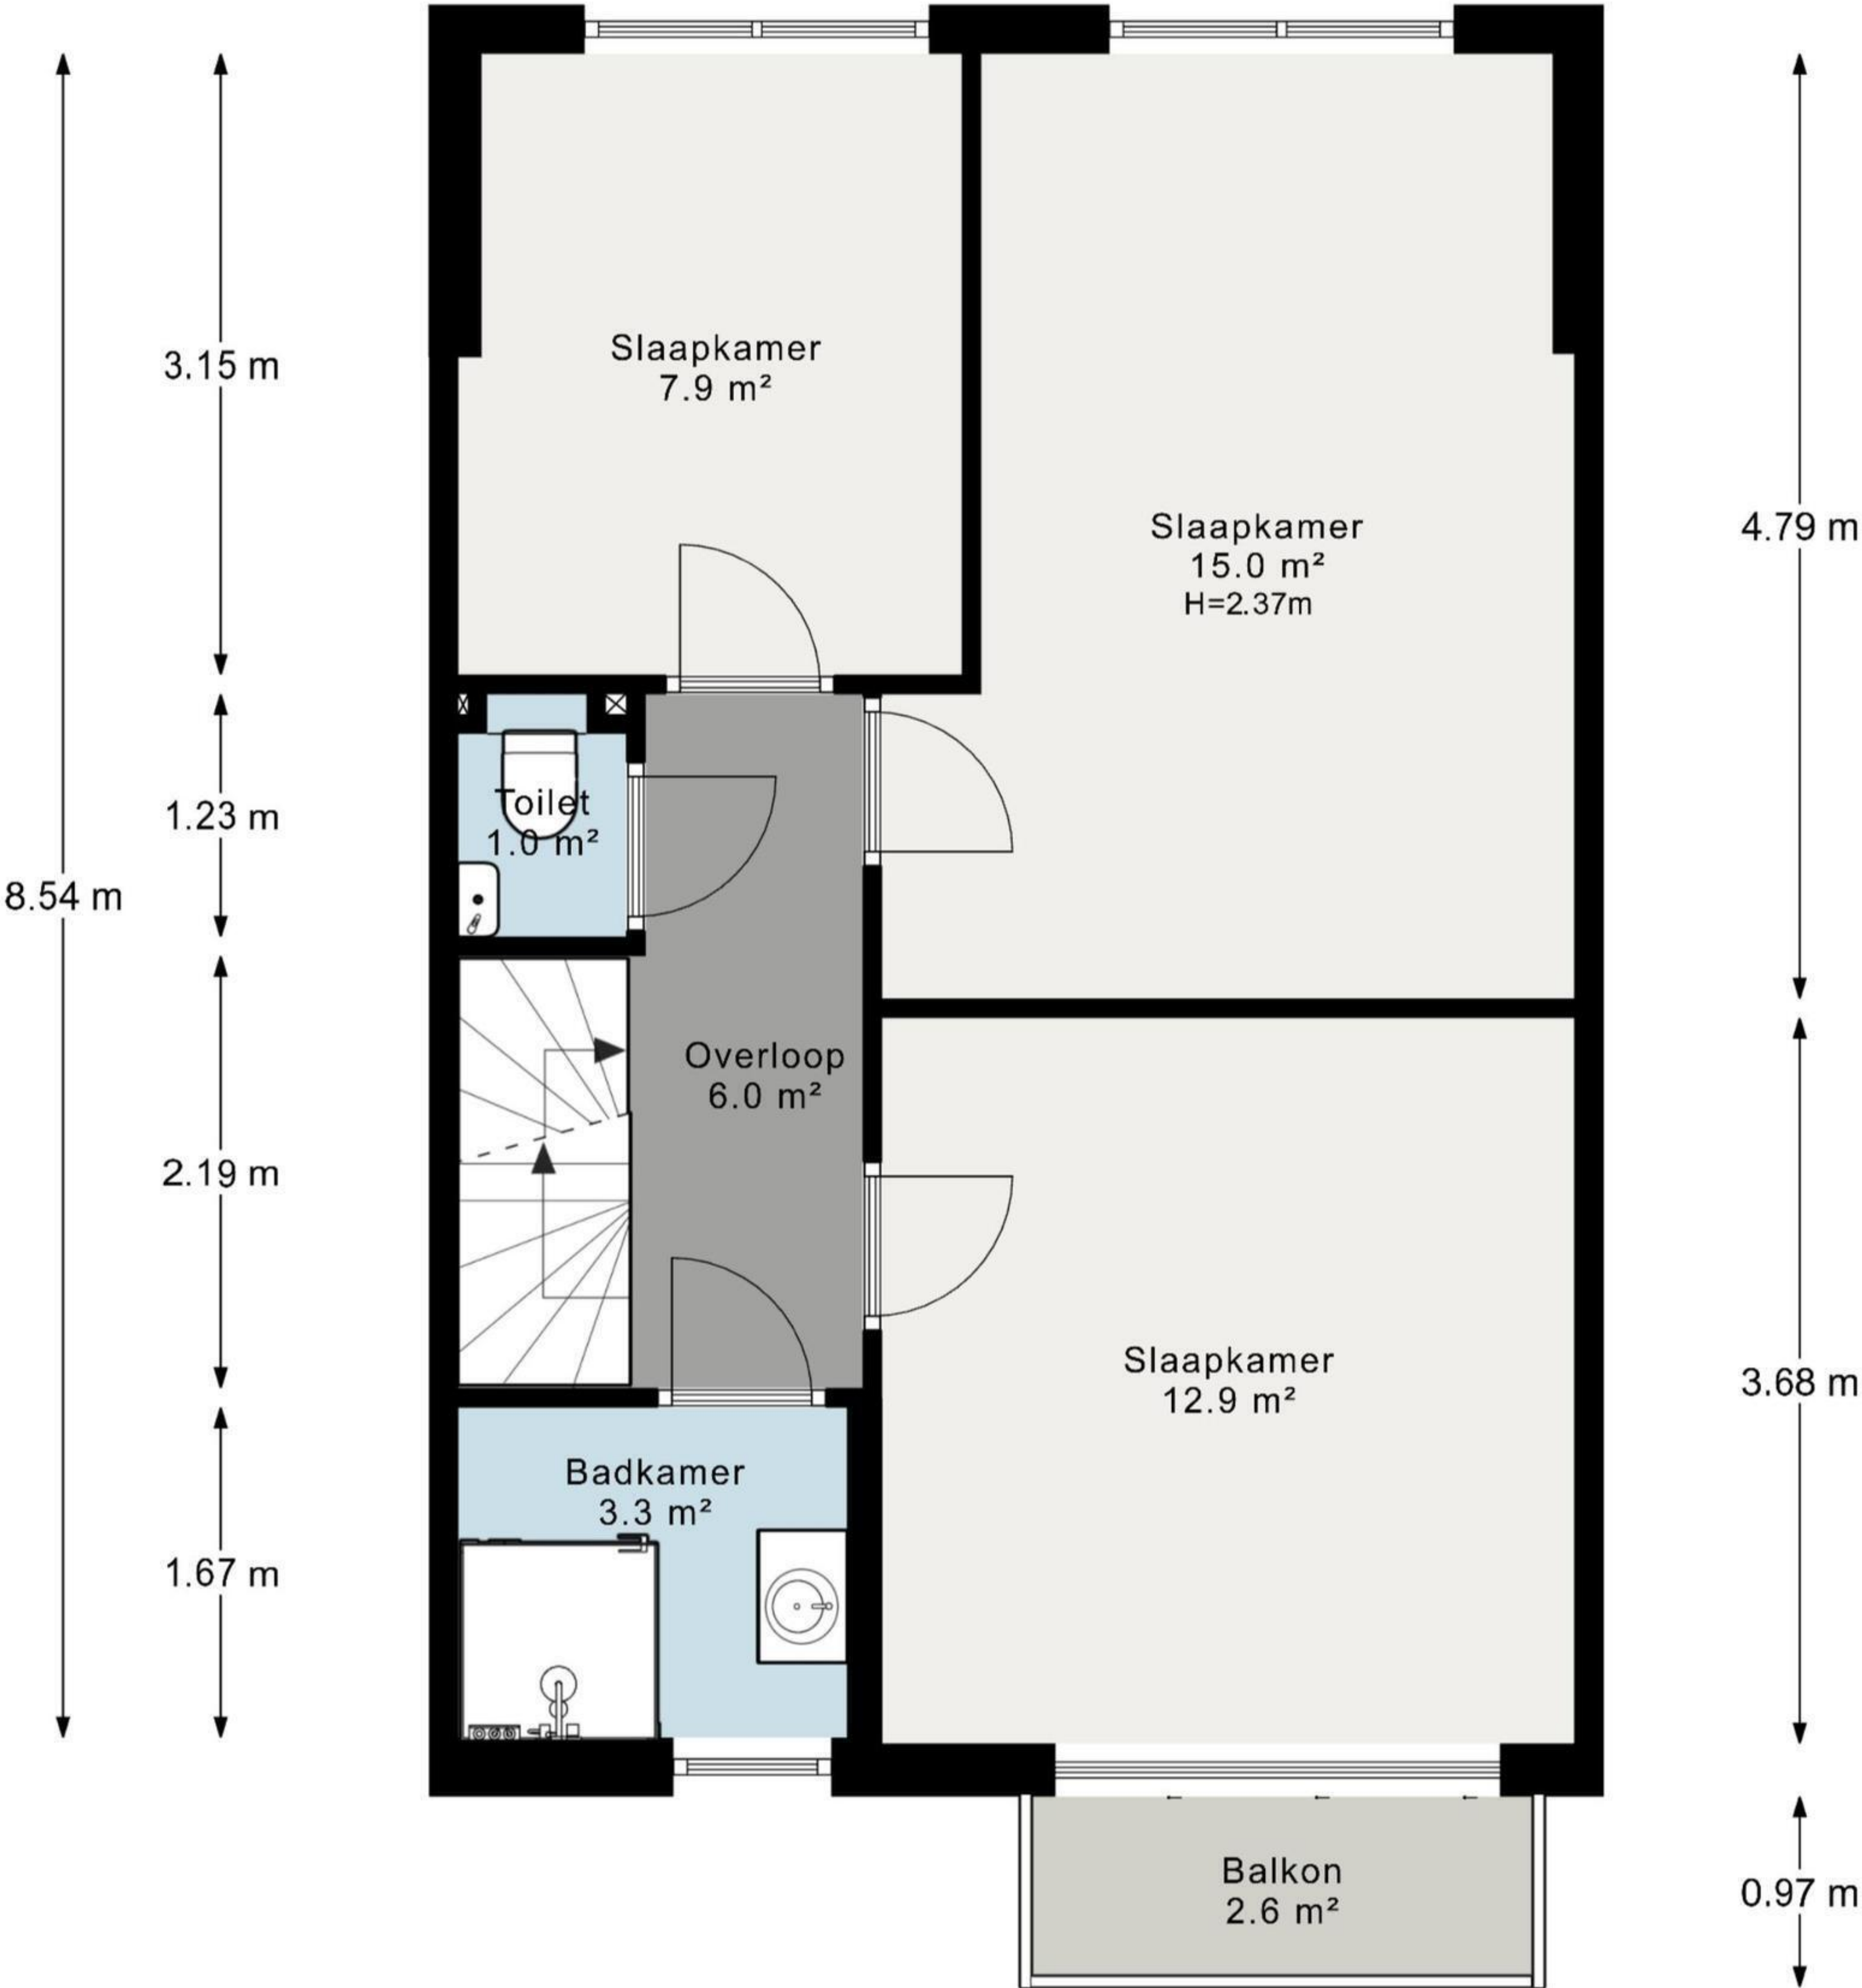 3.15 m
1.23 m
8.54 m
2.19 m
1.67 m
Slaapkamer
7.9 m²
Slaapkamer
15.0 m²
H=2.37m
4.79 m
Toilet
1.0 m²
Overloop
6.0 m²
Slaapkamer
12.9 m²
3.68 m
Badkamer
3.3 m²
Balkon
2.6 m²
0.97 m